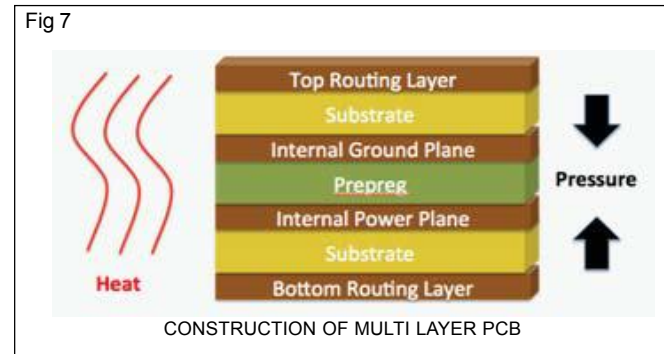 Fig 7
Top Routing Layer
Substrate
Internal Ground Plane
Prepreg
Internal Power Plane
Substrate
Bottom Routing Layer
Heat
Pressure
CONSTRUCTION OF MULTI LAYER PCB